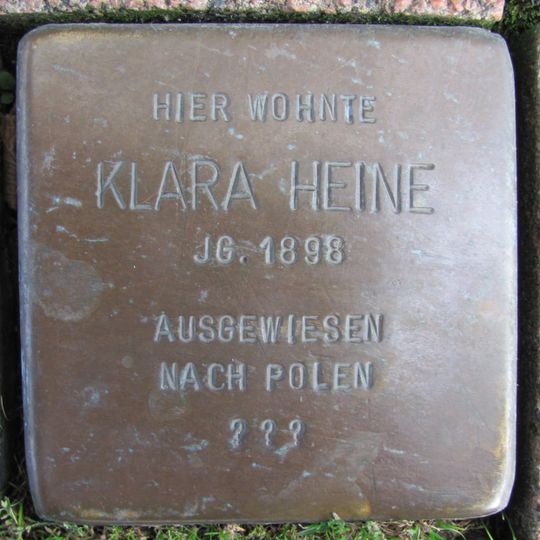 HIER WOHNTE
KLARA HEINE
JG. 1898
AUSGEWIESEN
NACH POLEN
???